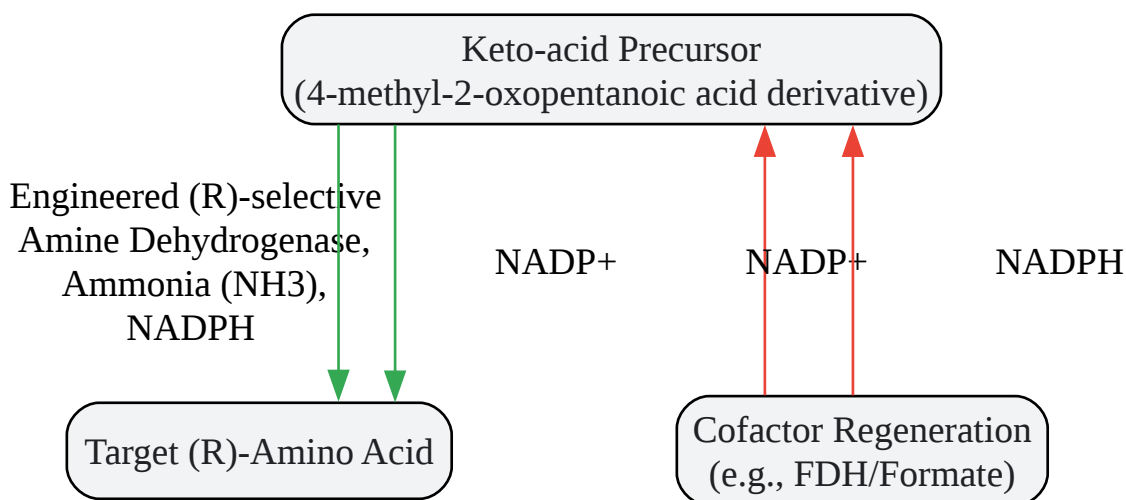 Keto-acid Precursor
(4-methyl-2-oxopentanoic acid derivative)
Engineered (R)-selective
Amine Dehydrogenase,
Ammonia (NH3),
NADPH
NADP+
NADP+
NADPH
Target (R)-Amino Acid
Cofactor Regeneration
(e.g., FDH/Formate)